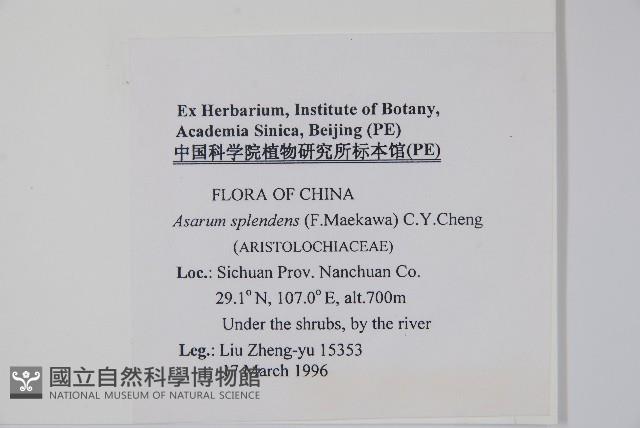 Ex Herbarium, Institute of Botany,
Academia Sinica, Beijing (PE)
中国科学院植物研究所标本馆(PE)
FLORA OF CHINA
Asarum splendens (F.Maekawa) C.Y.Cheng
(ARISTOLOCHIACEAE)
Loc.: Sichuan Prov. Nanchuan Co.
29.1°N, 107.0°E, alt.700m
Under the shrubs, by the river
Leg.: Liu Zheng-yu 15353
17 March 1996
國立自然科學博物館
NATIONAL MUSEUM OF NATURAL SCIENCE